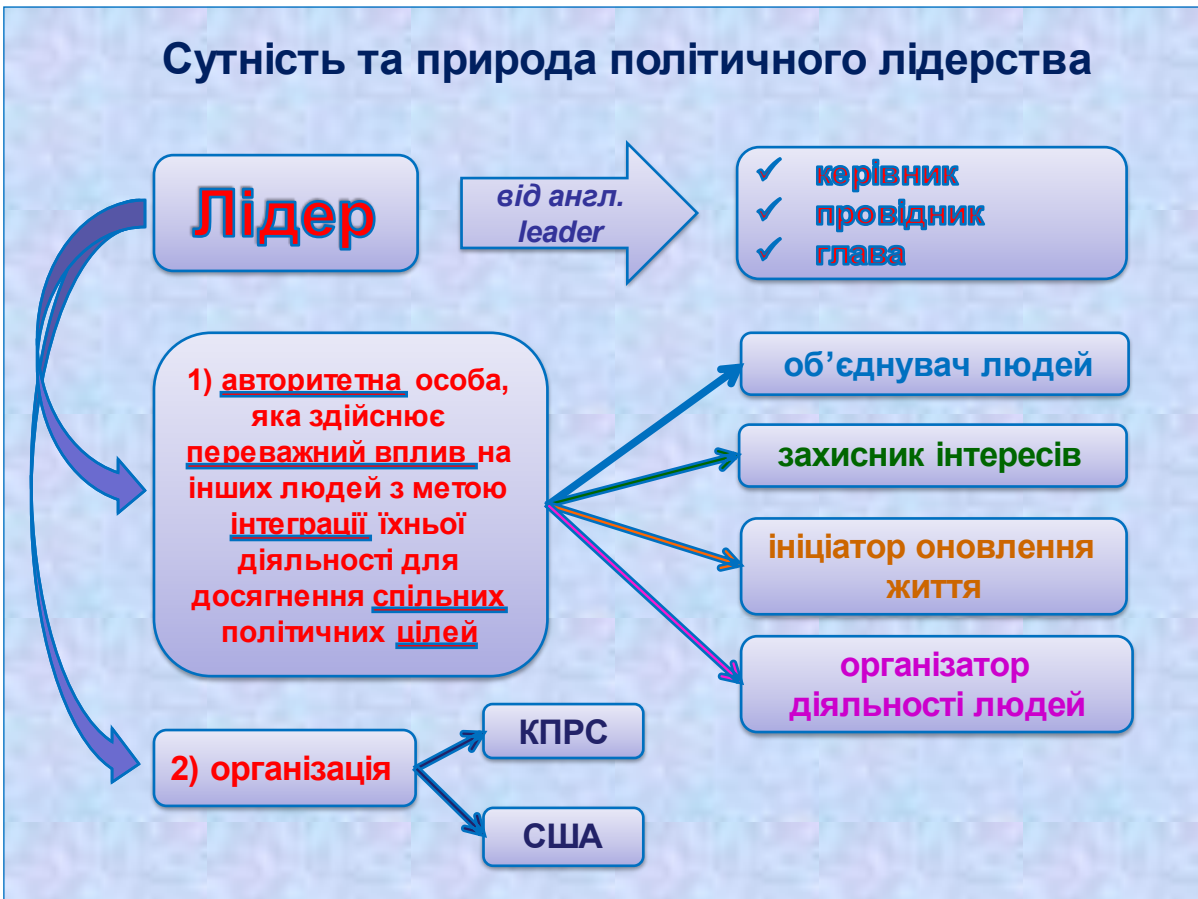 Сутність та природа політичного лідерства
Лідер
від англ.
leader
✓ керівник
✓ провідник
✓ глава
1) авторитетна особа,
яка здійснює
переважний вплив на
інших людей з метою
інтеграції їхньої
діяльності для
досягнення спільних
політичних цілей
об’єднувач людей
захисник інтересів
ініціатор оновлення
життя
організатор
діяльності людей
2) організація
КПРС
США